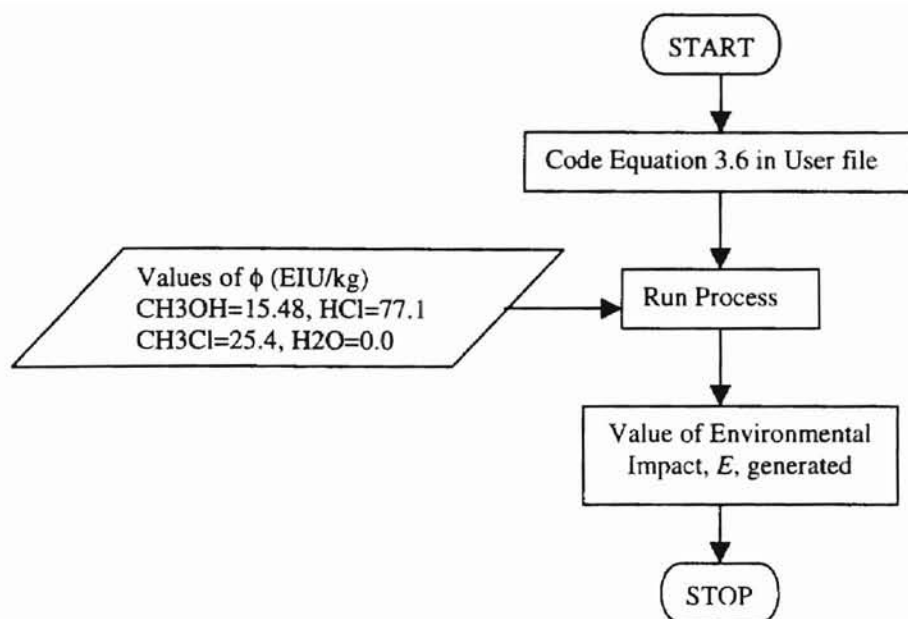 START
Code Equation 3.6 in User file
Values of ϕ (EIU/kg)
CH3OH=15.48, HCl=77.1
CH3Cl=25.4, H2O=0.0
Run Process
Value of Environmental
Impact, E, generated
STOP